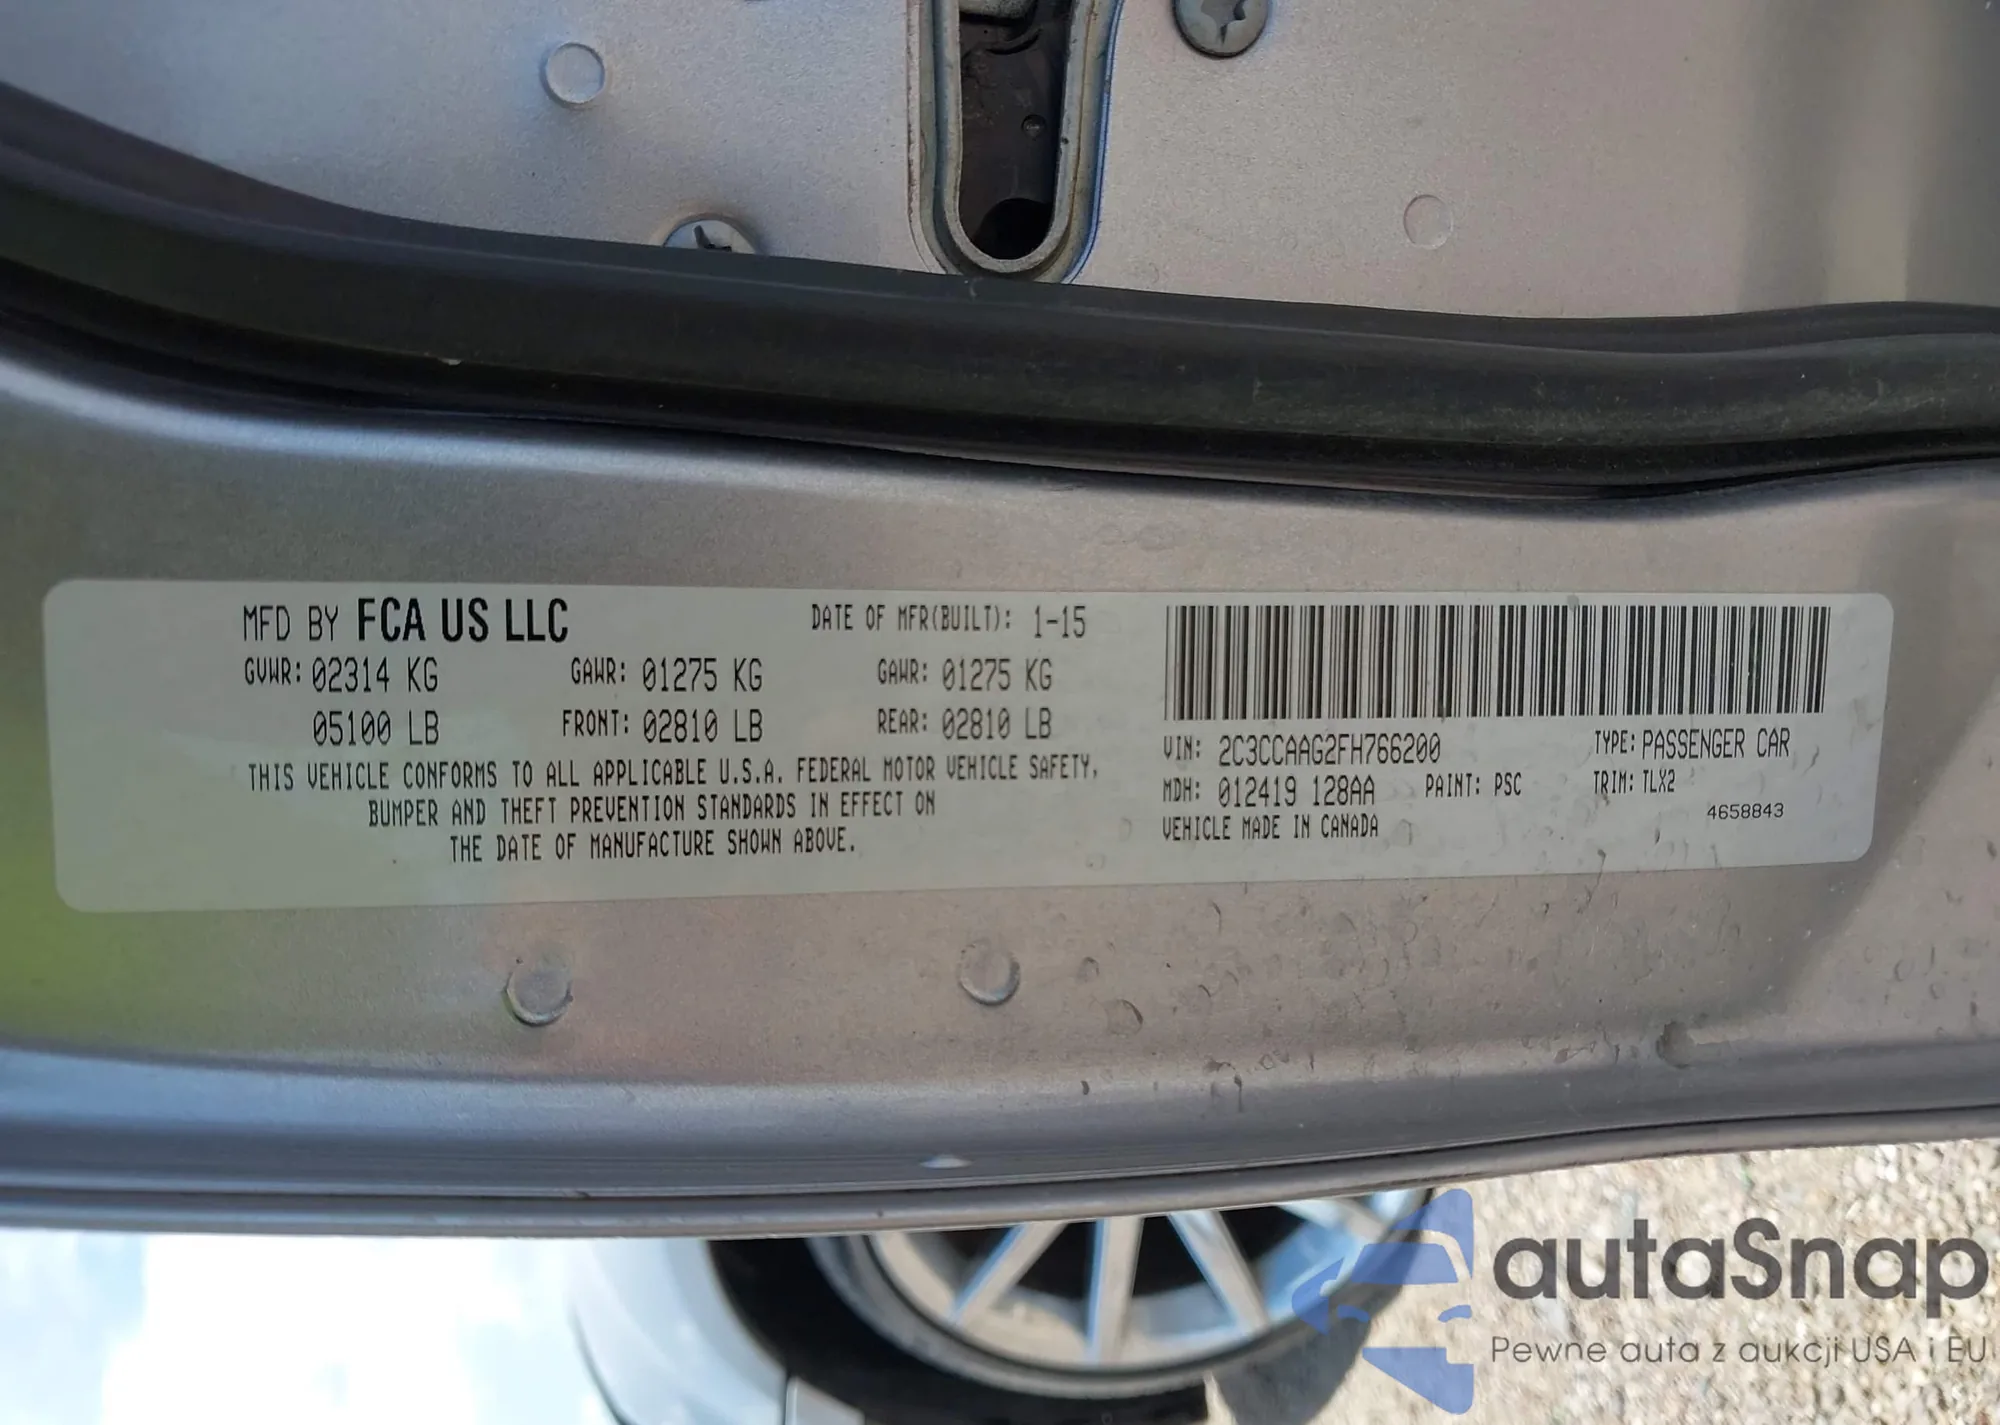 MFD BY FCA US LLC DATE OF MFR(BUILT): 1-15
GVWR: 02314 KG GAWR: 01275 KG GAWR: 01275 KG
05100 LB FRONT: 02810 LB REAR: 02810 LB
THIS VEHICLE CONFORMS TO ALL APPLICABLE U.S.A. FEDERAL MOTOR VEHICLE SAFETY,
BUMPER AND THEFT PREVENTION STANDARDS IN EFFECT ON
THE DATE OF MANUFACTURE SHOWN ABOVE.
VIN: 2C3CCAAG2FH766200 TYPE: PASSENGER CAR
MDH: 012419 128AA PAINT: PSC TRIM: TLX2
VEHICLE MADE IN CANADA 4658843
autoSnap
Pewne auta z aukcji USA i EU